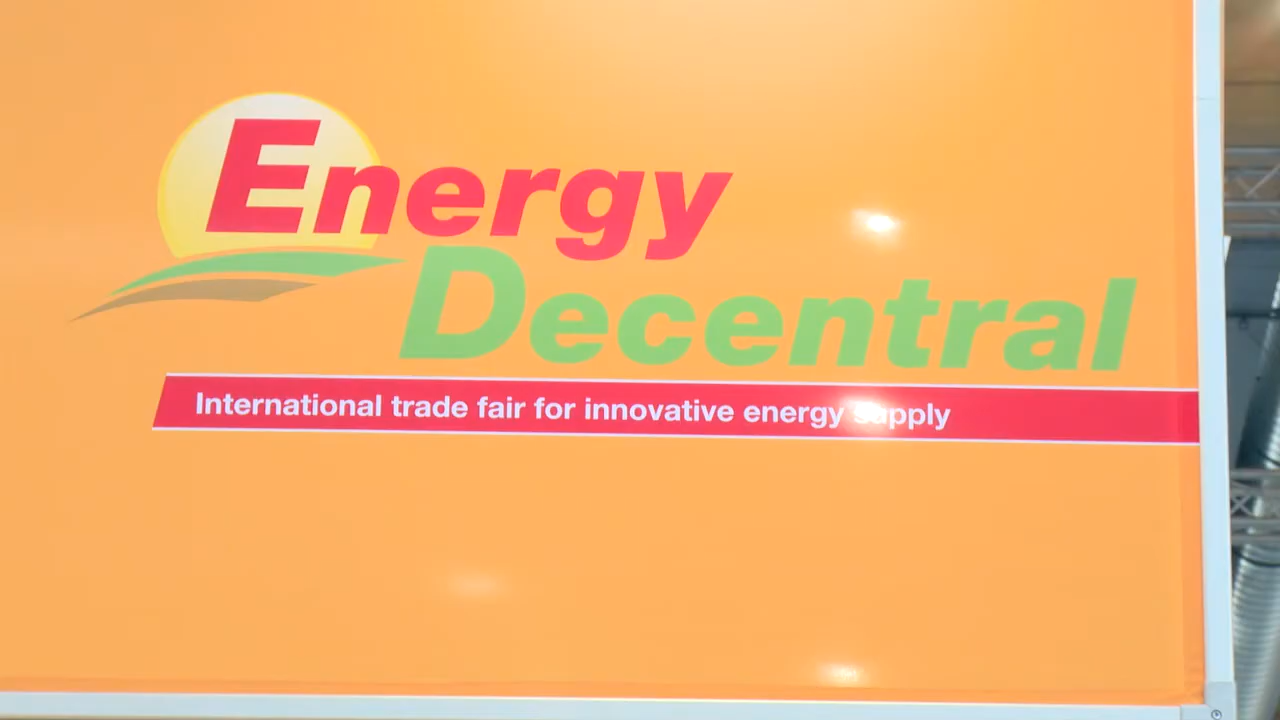 Energy
Decentral
International trade fair for innovative energy supply